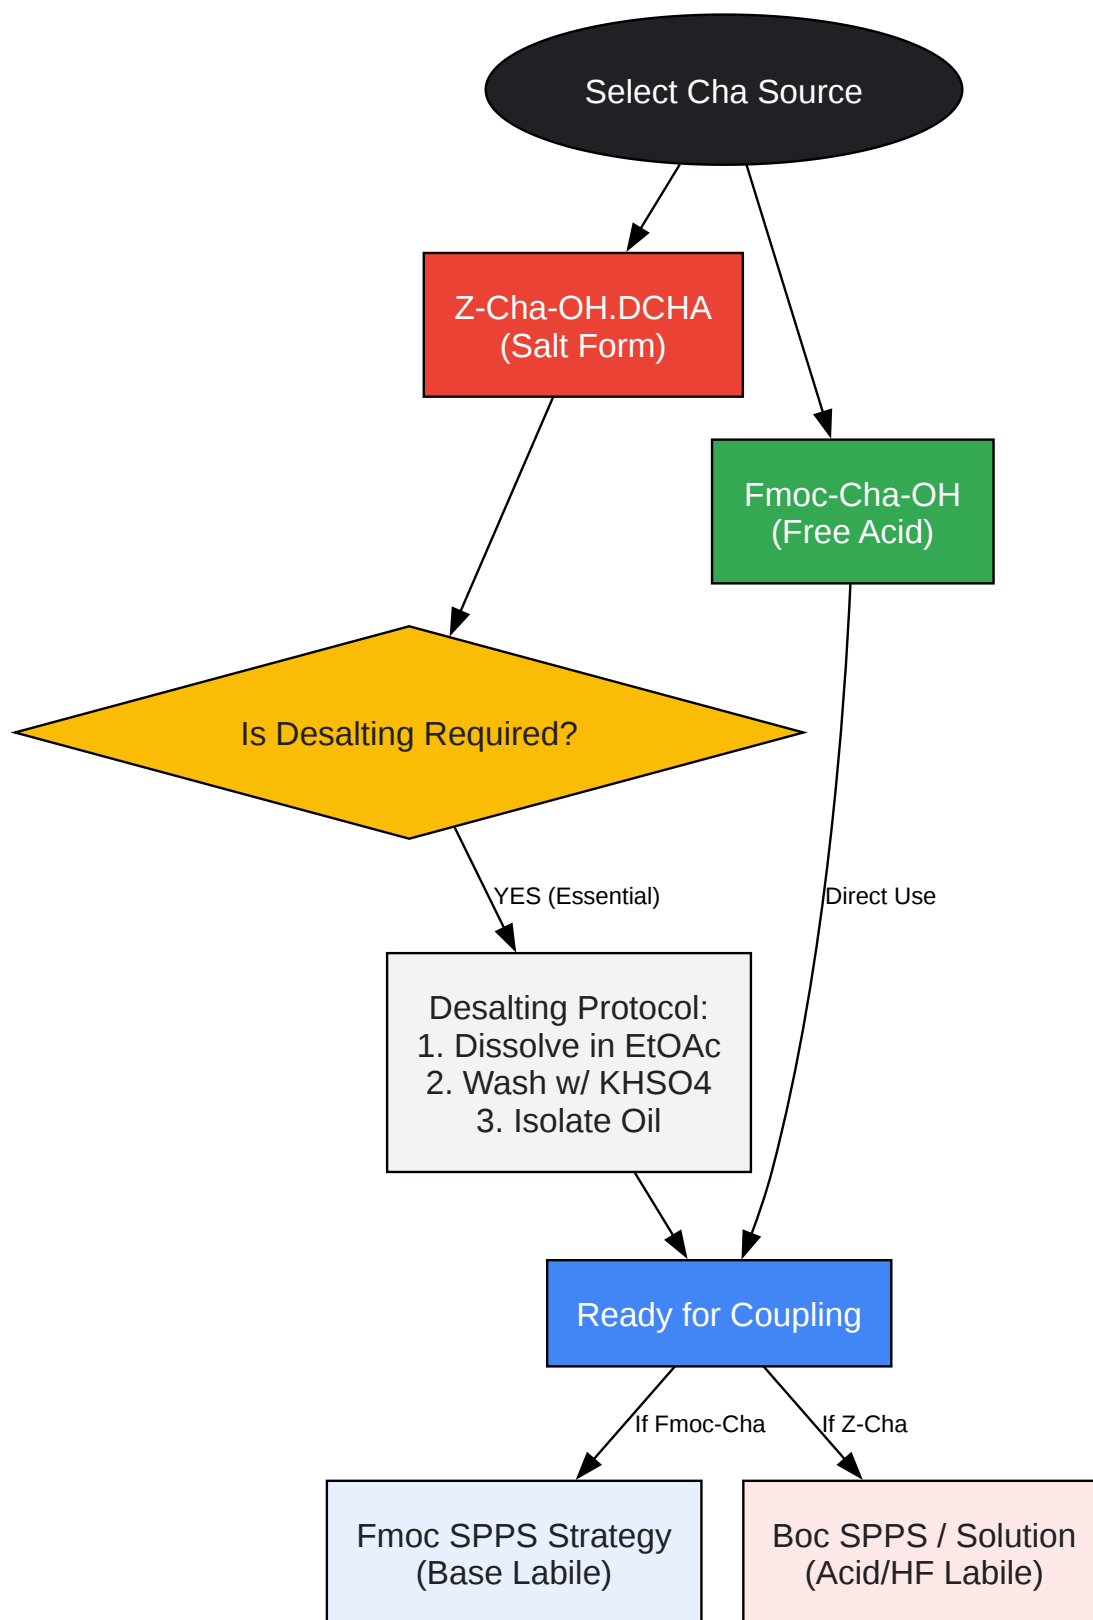 Select Cha Source
Z-Cha-OH.DCHA
(Salt Form)
Fmoc-Cha-OH
(Free Acid)
Is Desalting Required?
YES (Essential)
Direct Use
Desalting Protocol:
1. Dissolve in EtOAc
2. Wash w/ KHSO4
3. Isolate Oil
Ready for Coupling
If Fmoc-Cha
If Z-Cha
Fmoc SPPS Strategy
(Base Labile)
Boc SPPS / Solution
(Acid/HF Labile)